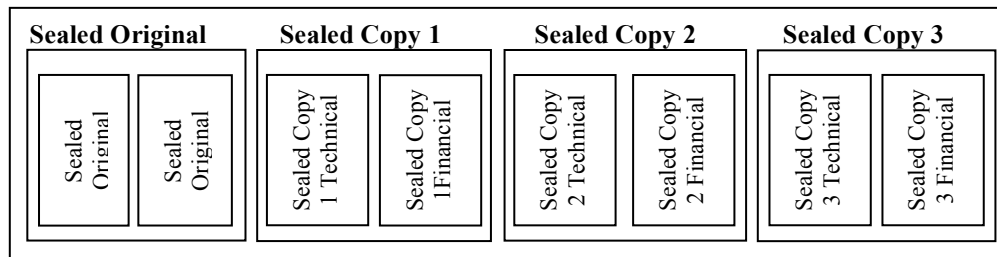 Sealed Original
Sealed Copy 1
Sealed Copy 2
Sealed Copy 3
Sealed
Original
Sealed
Original
Sealed Copy
1 Technical
Sealed Copy
1Financial
Sealed Copy
2 Technical
Sealed Copy
2 Financial
Sealed Copy
3 Technical
Sealed Copy
3 Financial